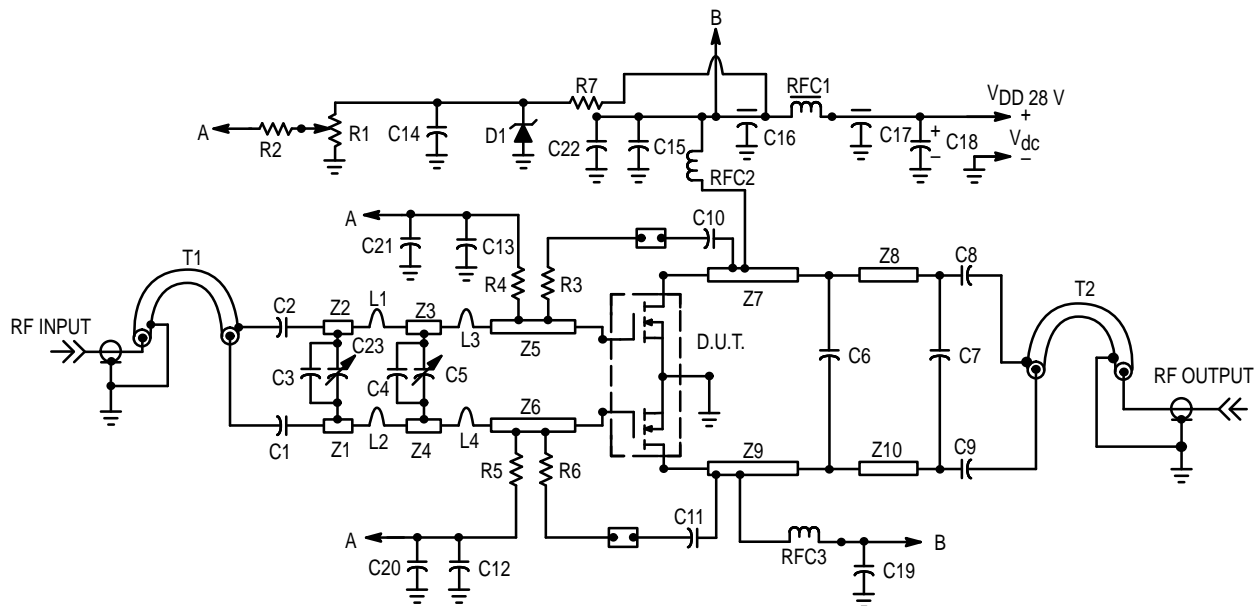 B
R7
RFC1
VDD 28 V
+
A
R2
R1
C14
D1
C22
C15
C16
C17
+
–
C18
Vdc
–
RFC2
A
C21
C13
C10
T1
R4
R3
Z7
Z8
C8
T2
C2
Z2
L1
Z3
L3
Z5
RF INPUT
C23
D.U.T.
C3
C4
C5
C6
C7
RF OUTPUT
Z6
C1
Z1
L2
Z4
L4
Z9
Z10
C9
R5
R6
C11
A
C20
C12
RFC3
B
C19